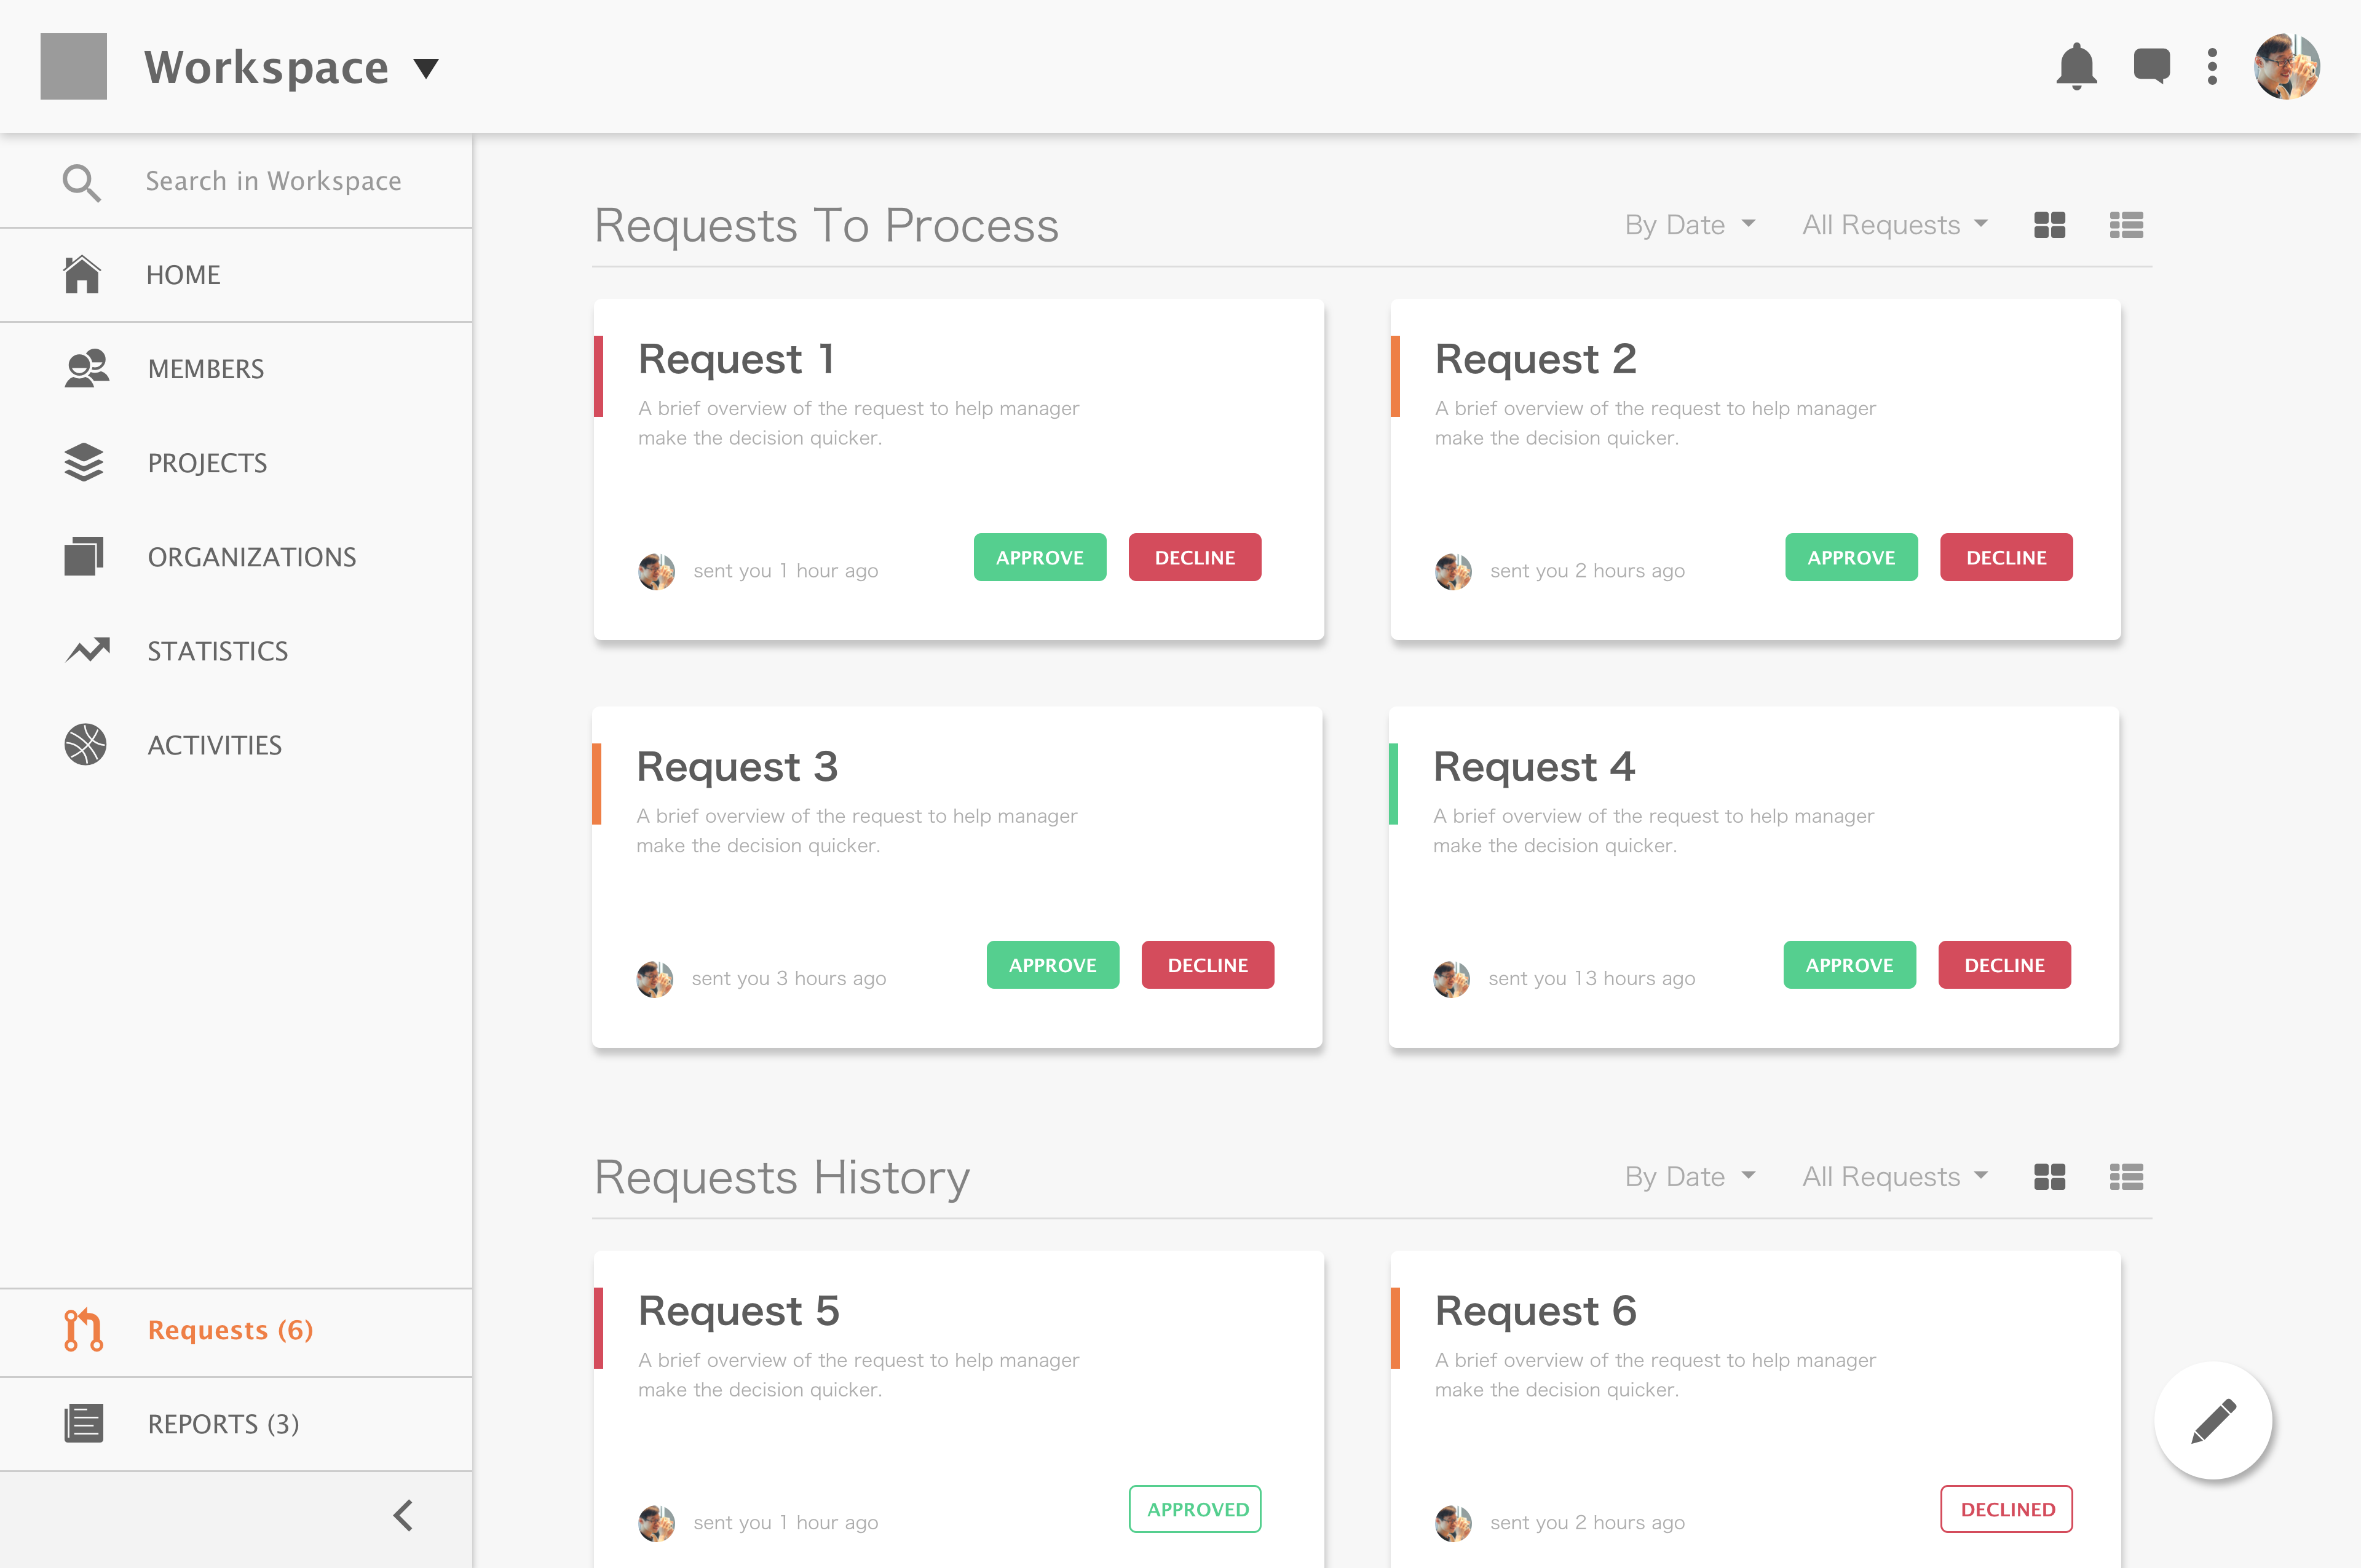 Workspace
Search in Workspace
HOME
MEMBERS
PROJECTS
ORGANIZATIONS
STATISTICS
ACTIVITIES
Requests (6)
REPORTS (3)
Requests To Process
By Date
All Requests
Request 1
A brief overview of the request to help manager
make the decision quicker.
sent you 1 hour ago
APPROVE
DECLINE
Request 2
A brief overview of the request to help manager
make the decision quicker.
sent you 2 hours ago
APPROVE
DECLINE
Request 3
A brief overview of the request to help manager
make the decision quicker.
sent you 3 hours ago
APPROVE
DECLINE
Request 4
A brief overview of the request to help manager
make the decision quicker.
sent you 13 hours ago
APPROVE
DECLINE
Requests History
By Date
All Requests
Request 5
A brief overview of the request to help manager
make the decision quicker.
sent you 1 hour ago
APPROVED
Request 6
A brief overview of the request to help manager
make the decision quicker.
sent you 2 hours ago
DECLINED